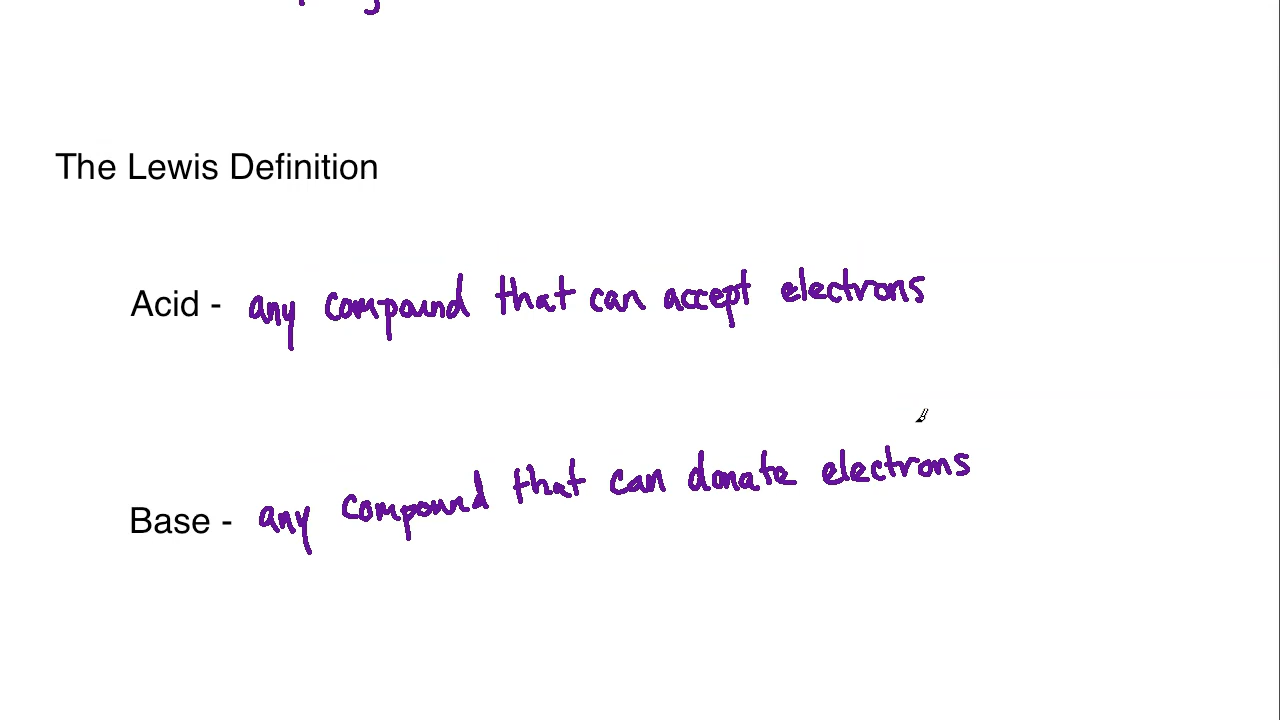 The Lewis Definition
Acid - any compound that can accept electrons
Base - any compound that can donate electrons